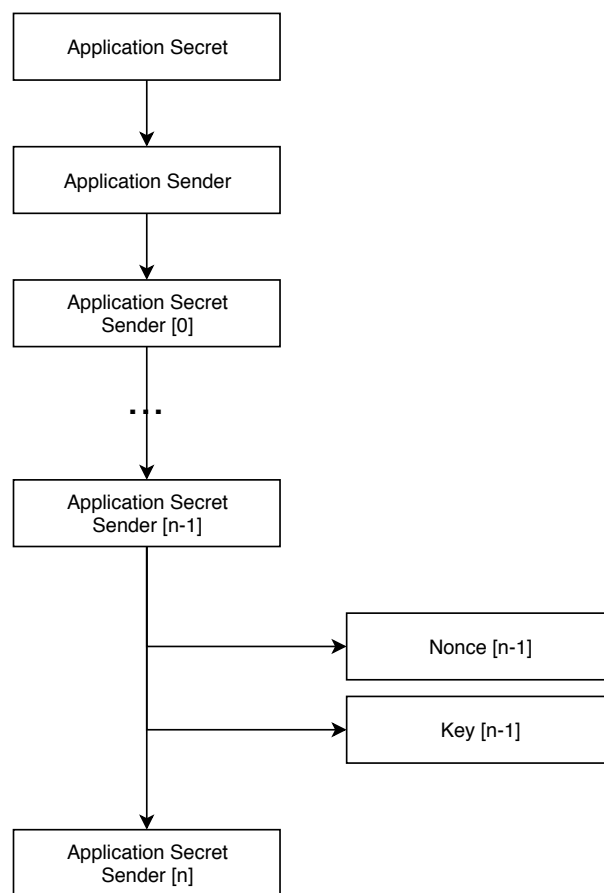 Application Secret
Application Sender
Application Secret
Sender [0]
...
Application Secret
Sender [n-1]
Nonce [n-1]
Key [n-1]
Application Secret
Sender [n]